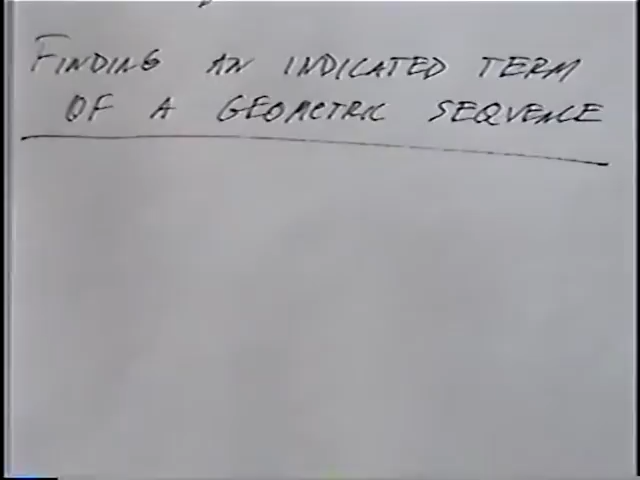 FINDING AN INDICATED TERM
OF A GEOMETRIC SEQUENCE